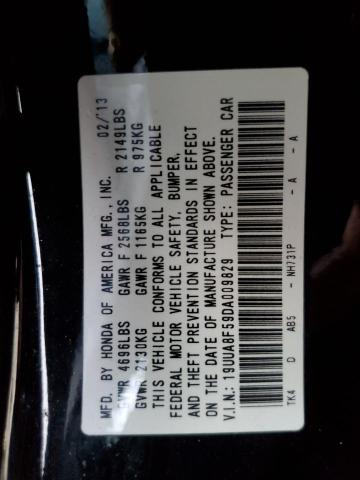 MFD. BY HONDA OF AMERICA MFG., INC. 02/'13
GVWR 4696LBS GAWR F 2568LBS R 2149LBS
GVWR 2130KG GAWR F 1165KG R 975KG
THIS VEHICLE CONFORMS TO ALL APPLICABLE
FEDERAL MOTOR VEHICLE SAFETY, BUMPER,
AND THEFT PREVENTION STANDARDS IN EFFECT
ON THE DATE OF MANUFACTURE SHOWN ABOVE.
V.I.N.: 19UUA8F59DA009829 TYPE: PASSENGER CAR
TK4 D AB5 - NH731P - A - A